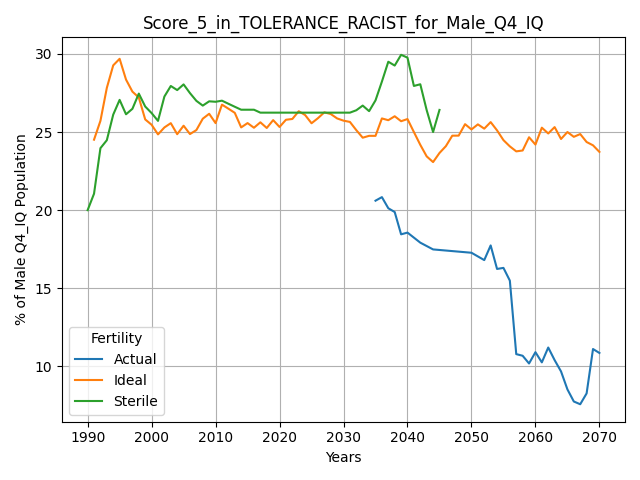 Score_5_in_TOLERANCE_RACIST_for_Male_Q4_IQ
% of Male Q4_IQ Population
30
25
20
15
10
Fertility
Actual
Ideal
Sterile
1990 2000 2010 2020 2030 2040 2050 2060 2070
Years